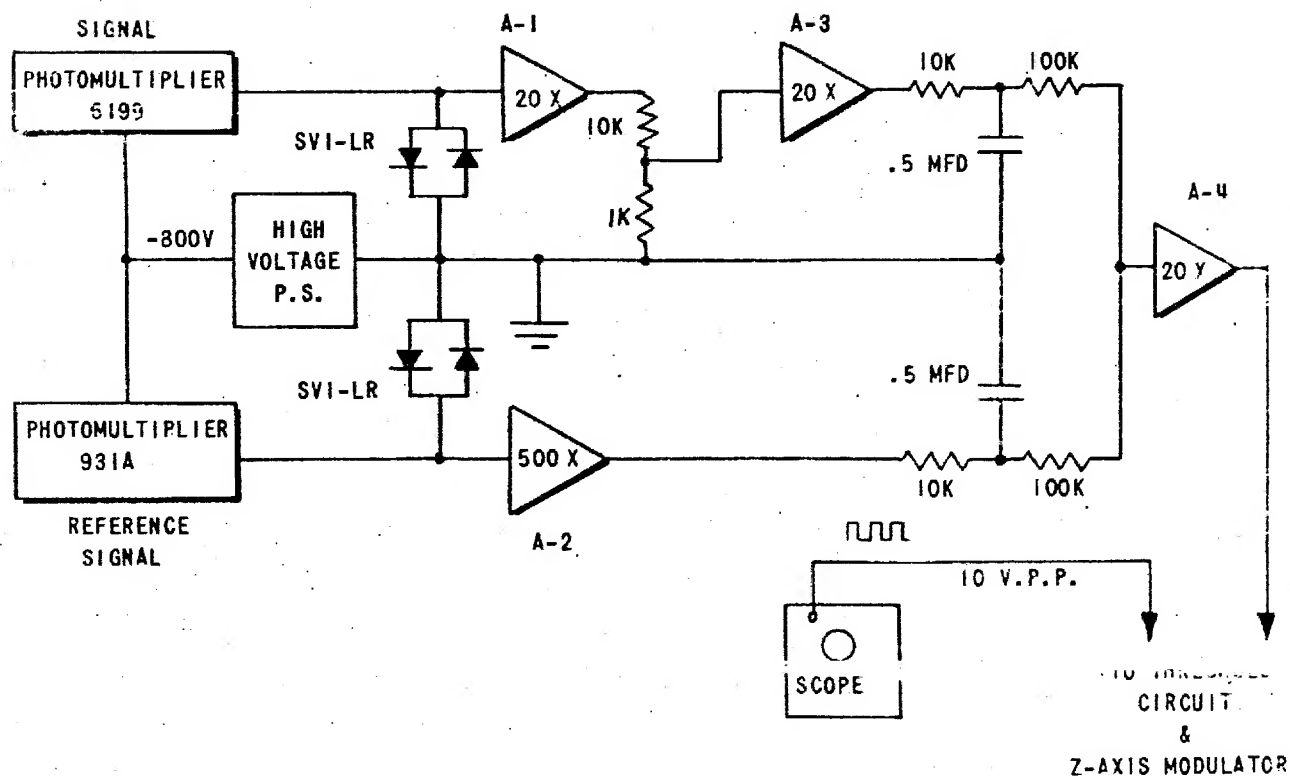 SIGNAL
PHOTOMULTIPLIER
6199
A-1
20 X
A-3
20 X
10K
100K
SVI-LR
10K
1K
.5 MFD
-800V
HIGH
VOLTAGE
P.S.
A-4
20 X
SVI-LR
.5 MFD
PHOTOMULTIPLIER
931A
REFERENCE
SIGNAL
500 X
A-2
10K
100K
10 V.P.P.
SCOPE
CIRCUIT
&
Z-AXIS MODULATOR